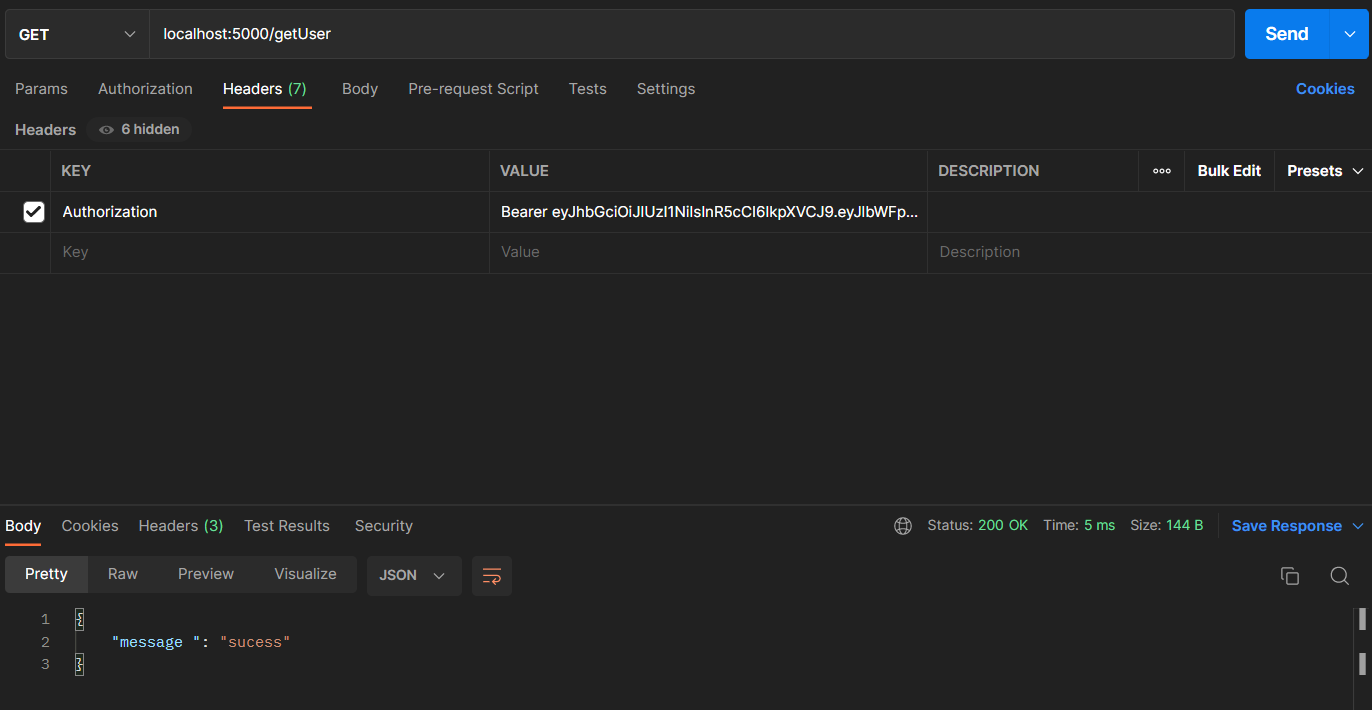 GET localhost:5000/getUser Send
Params Authorization Headers (7) Body Pre-request Script Tests Settings Cookies
Headers 6 hidden
KEY VALUE DESCRIPTION ooo Bulk Edit Presets
Authorization Bearer eyJhbGciOiJIUzI1NiIsInR5cCI6IkpXVCJ9.eyJlbWFp...
Key Value Description
Body Cookies Headers (3) Test Results Security Status: 200 OK Time: 5 ms Size: 144 B Save Response
Pretty Raw Preview Visualize JSON
1 {
2 "message ": "sucess"
3 }